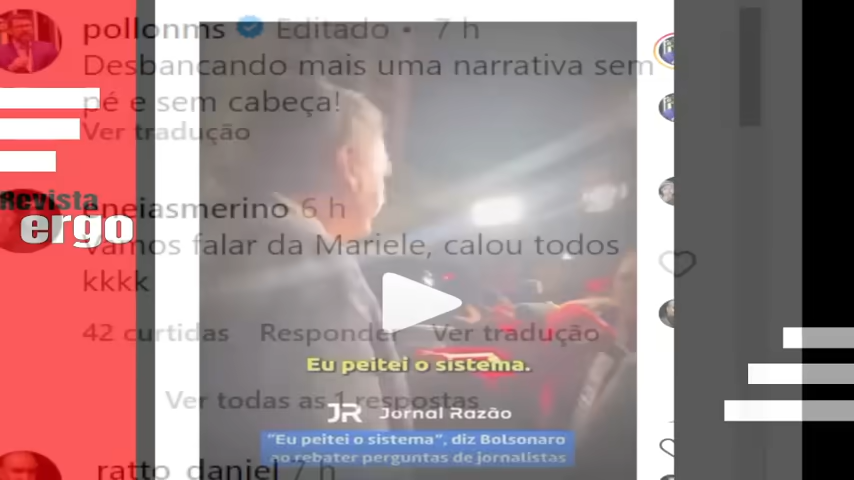 pollonms Editado • 7 h
Desbancando mais uma narrativa sem
pé e sem cabeça!
Ver tradução
Revista
ergo
eneiasmerino 6 h
Vamos falar da Mariele, calou todos
kkkk
42 curtidas Responder Ver tradução
Eu peitei o sistema.
Ver todas as 1 respostas
JR Jornal Razão
"Eu peitei o sistema", diz Bolsonaro
ao rebater perguntas de jornalistas
ratto_daniel 7 h